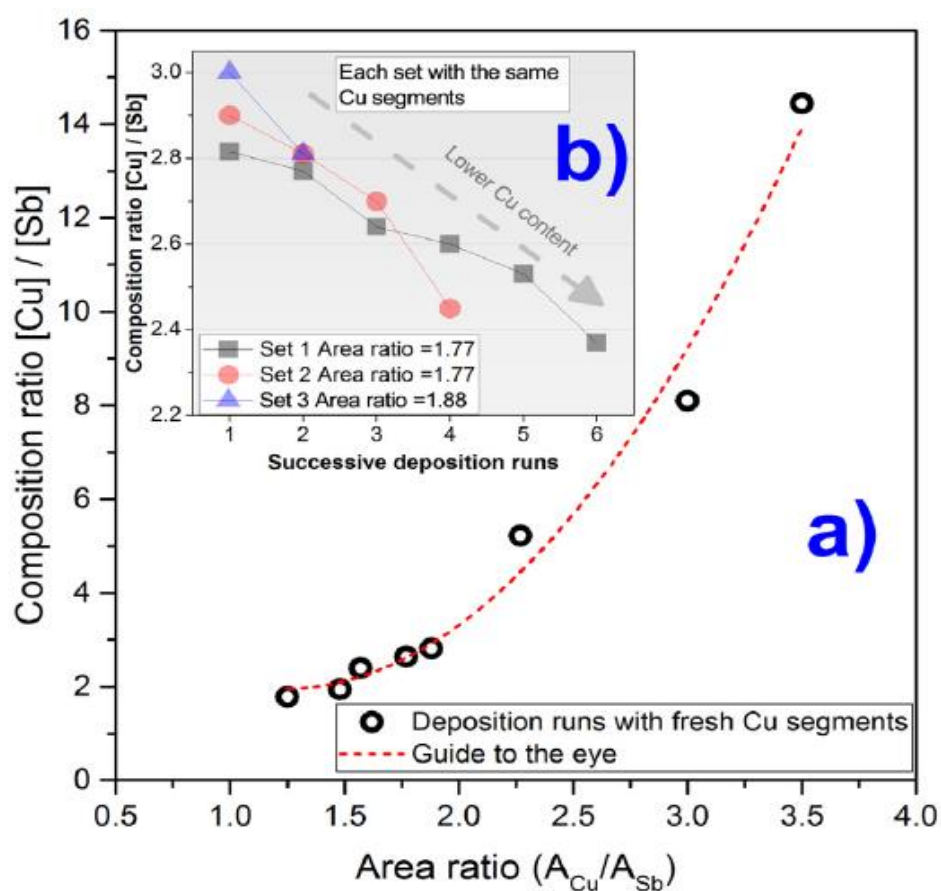 16
14
12
10
8
6
4
2
0
Composition ratio [Cu] / [Sb]
0.5 1.0 1.5 2.0 2.5 3.0 3.5 4.0
Area ratio (A_Cu/A_Sb)
a)
Deposition runs with fresh Cu segments
Guide to the eye
3.0
2.8
2.6
2.4
2.2
Composition ratio [Cu] / [Sb]
Each set with the same
Cu segments
b)
Lower Cu content
Set 1 Area ratio =1.77
Set 2 Area ratio =1.77
Set 3 Area ratio =1.88
1 2 3 4 5 6
Successive deposition runs